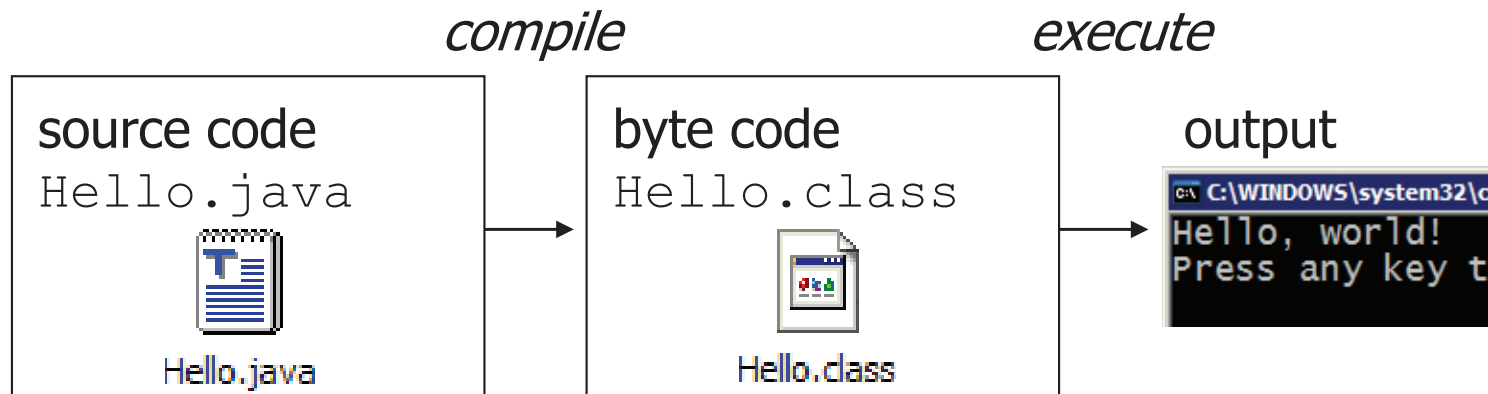 compile
execute
source code
Hello.java
Hello.java
byte code
Hello.class
Hello.class
output
C:\WINDOWS\system32\c
Hello, world!
Press any key t